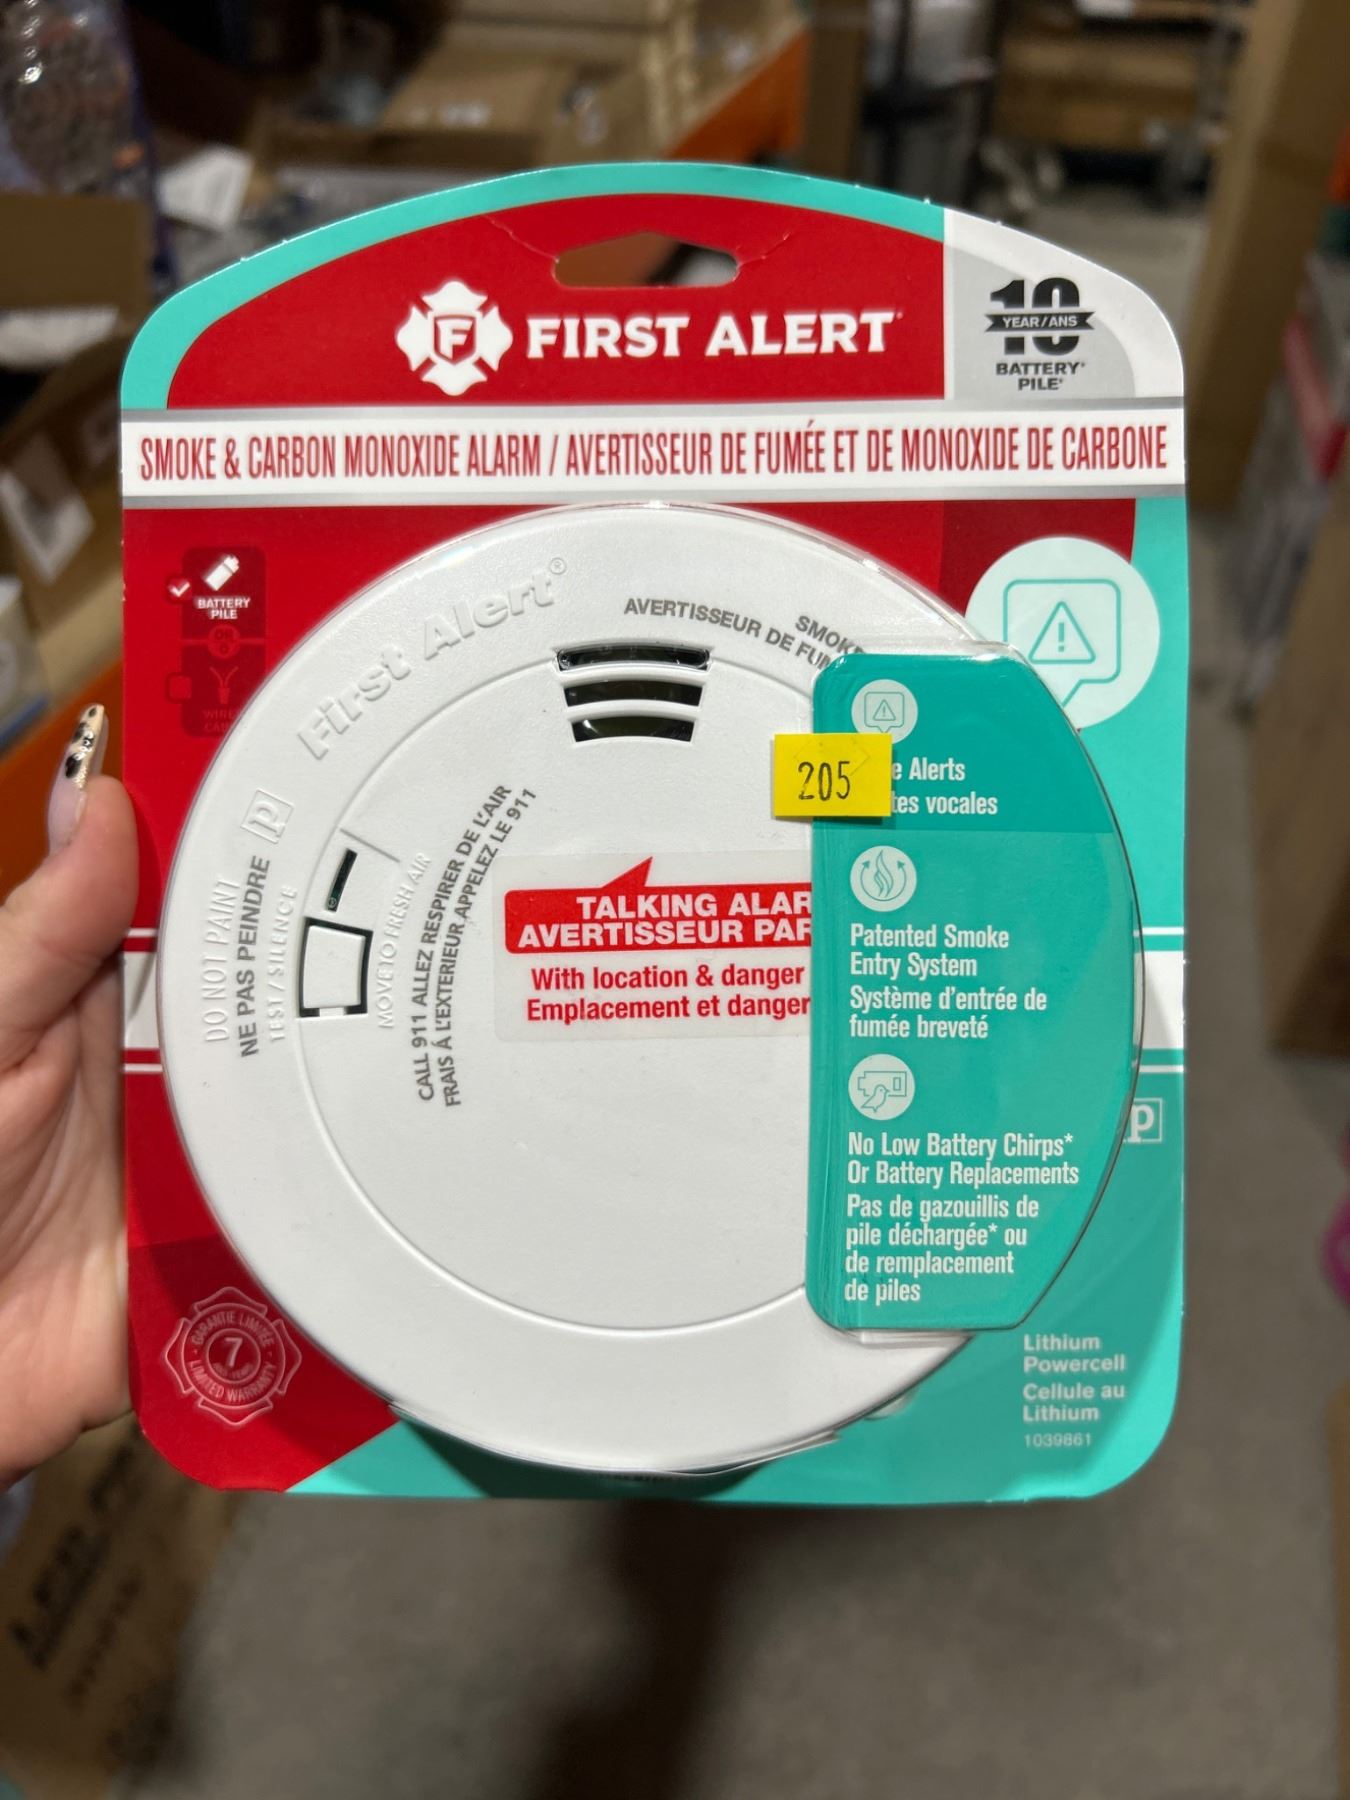 FIRST ALERT
10
YEAR/ANS
BATTERY*
PILE*
SMOKE & CARBON MONOXIDE ALARM / AVERTISSEUR DE FUMÉE ET DE MONOXIDE DE CARBONE
BATTERY
PILE
OR
First Alert®
SMOKE
AVERTISSEUR DE FUM
P
DO NOT PAINT
NE PAS PEINDRE
TEST / SILENCE
MOVE TO FRESH AIR
CALL 911 ALLEZ RESPIRER DE L'AIR
FRAIS Á L'EXTERIEUR,APPELEZ LE 911
TALKING ALAR
AVERTISSEUR PAR
With location & danger
Emplacement et danger
205
e Alerts
tes vocales
Patented Smoke
Entry System
Système d'entrée de
fumée breveté
No Low Battery Chirps*
Or Battery Replacements
Pas de gazouillis de
pile déchargée* ou
de remplacement
de piles
p
GARANTIE LIMITÉE
7
LIMITED WARRANTY
Lithium
Powercell
Cellule au
Lithium
1039861